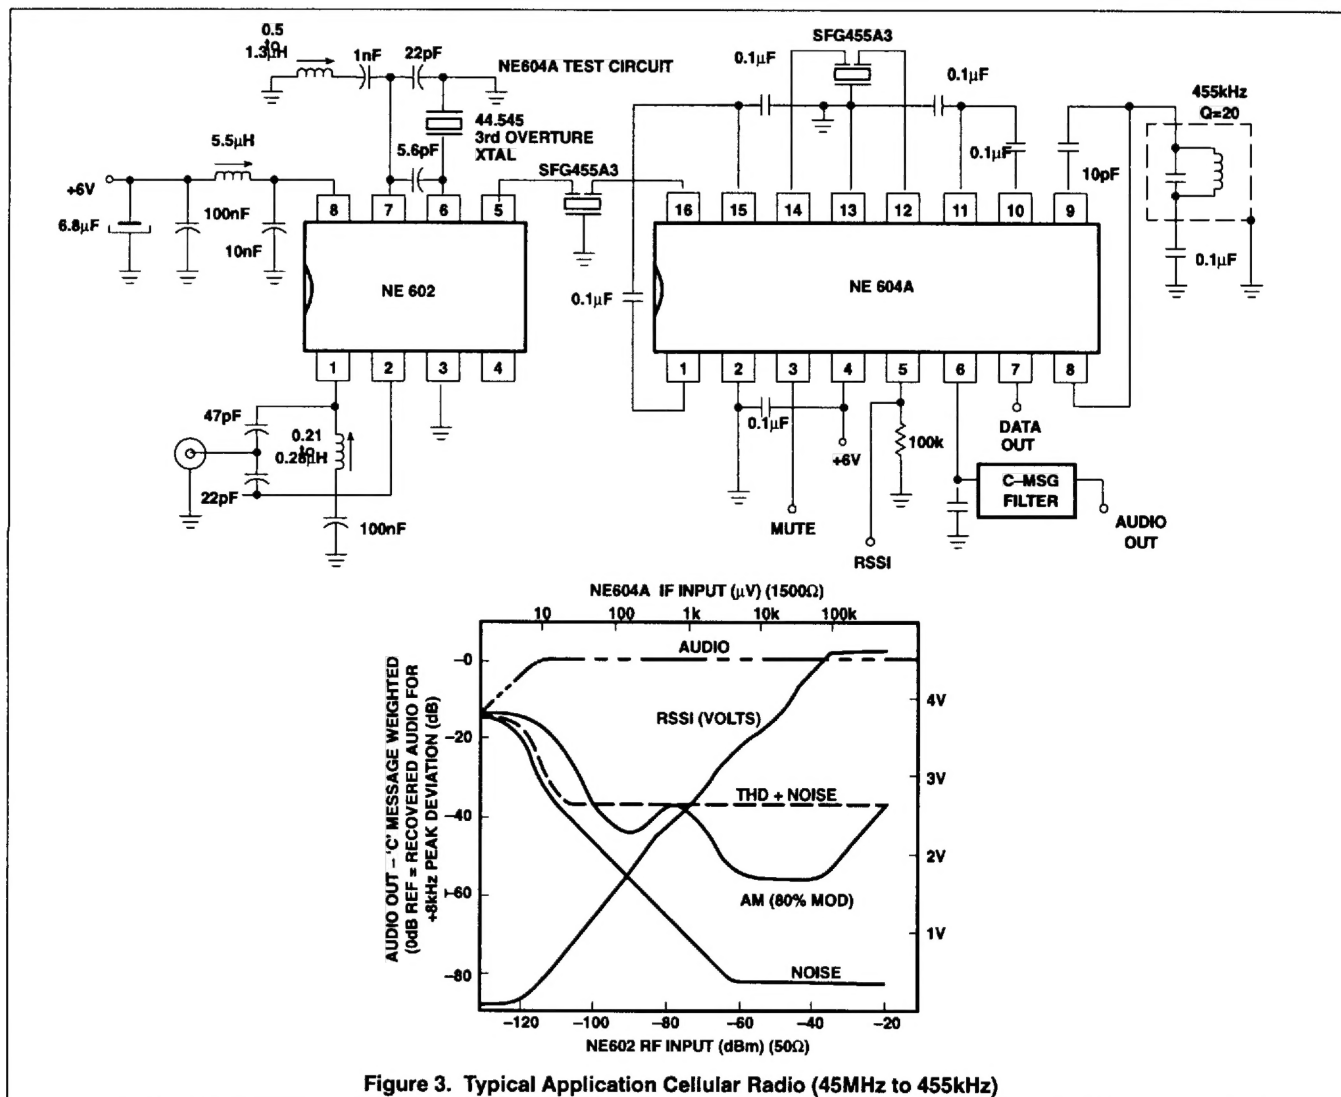 0.5
to
1.3μH
1nF
22pF
NE604A TEST CIRCUIT
44.545
3rd OVERTURE
XTAL
5.6pF
5.5μH
+6V
6.8μF
100nF
10nF
8
7
6
5
NE 602
1
2
3
4
47pF
0.21
to
0.28μH
22pF
100nF
SFG455A3
SFG455A3
0.1μF
0.1μF
0.1μF
0.1μF
10pF
455kHz
Q=20
0.1μF
16
15
14
13
12
11
10
9
NE 604A
1
2
3
4
5
6
7
8
0.1μF
+6V
100k
MUTE
RSSI
DATA
OUT
C–MSG
FILTER
AUDIO
OUT
NE604A IF INPUT (μV) (1500Ω)
10
100
1k
10k
100k
AUDIO
RSSI (VOLTS)
THD + NOISE
AM (80% MOD)
NOISE
AUDIO OUT – 'C' MESSAGE WEIGHTED
(0dB REF = RECOVERED AUDIO FOR
+8kHz PEAK DEVIATION (dB)
–0
–20
–40
–60
–80
4V
3V
2V
1V
–120
–100
–80
–60
–40
–20
NE602 RF INPUT (dBm) (50Ω)
Figure 3. Typical Application Cellular Radio (45MHz to 455kHz)